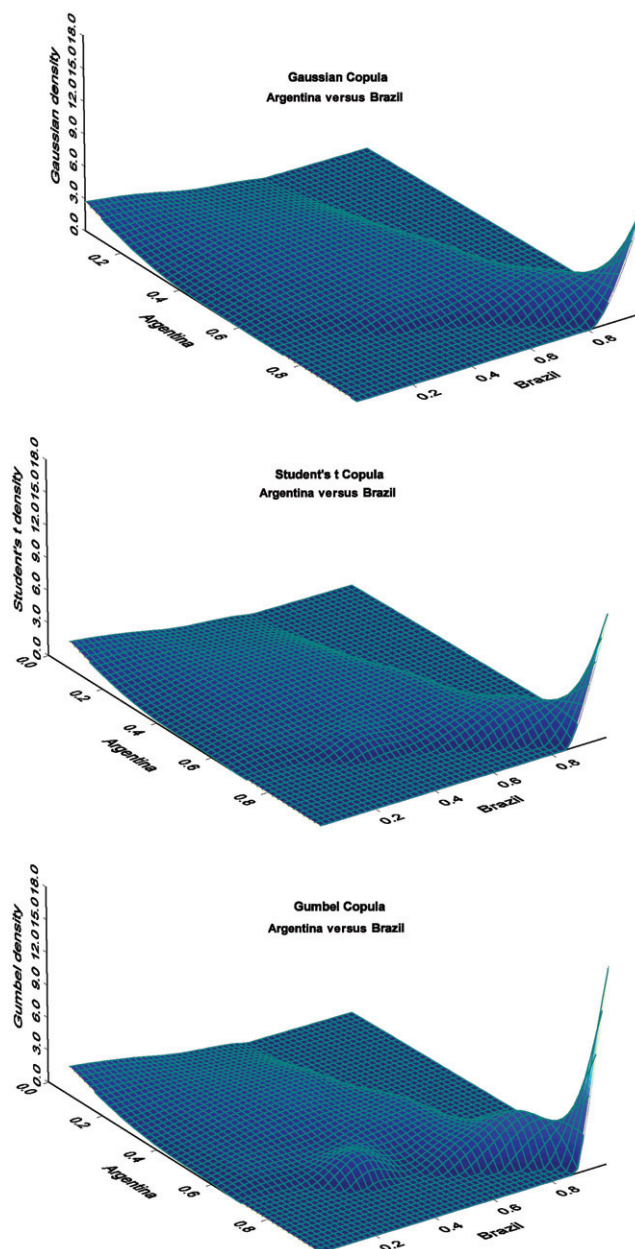 Gaussian Copula
Argentina versus Brazil
Gaussian density
0.0 3.0 6.0 9.0 12.0 15.0 18.0
0.2 0.4 0.6 0.8
Argentina
0.2 0.4 0.6 0.8
Brazil
Student's t Copula
Argentina versus Brazil
Student's t density
0.0 3.0 6.0 9.0 12.0 15.0 18.0
0.0 0.2 0.4 0.6 0.8
Argentina
0.2 0.4 0.6 0.8
Brazil
Gumbel Copula
Argentina versus Brazil
Gumbel density
0.0 3.0 6.0 9.0 12.0 15.0 18.0
0.0 0.2 0.4 0.6 0.8
Argentina
0.2 0.4 0.6 0.8
Brazil